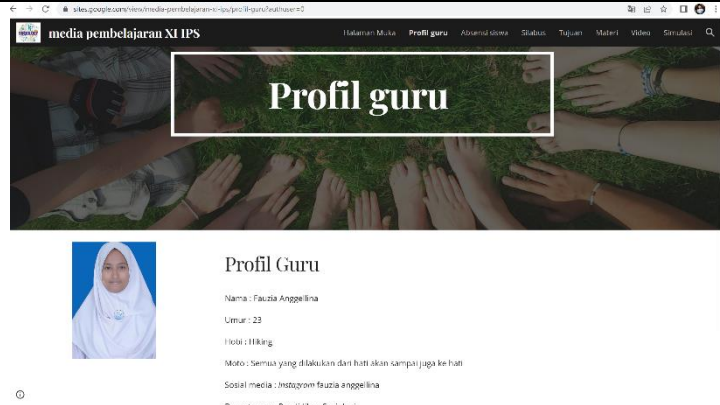 sites.google.com/view/media-pembelajaran-xi-ips/profil-guru?authuser=0
media pembelajaran XI IPS
Halaman Muka Profil guru Absensi siswa Silabus Tujuan Materi Video Simulasi
Profil guru
Profil Guru
Nama : Fauzia Anggellina
Umur : 23
Hobi : Hiking
Moto : Semua yang dilakukan dari hati akan sampai juga ke hati
Sosial media : Instagram fauzia anggellina